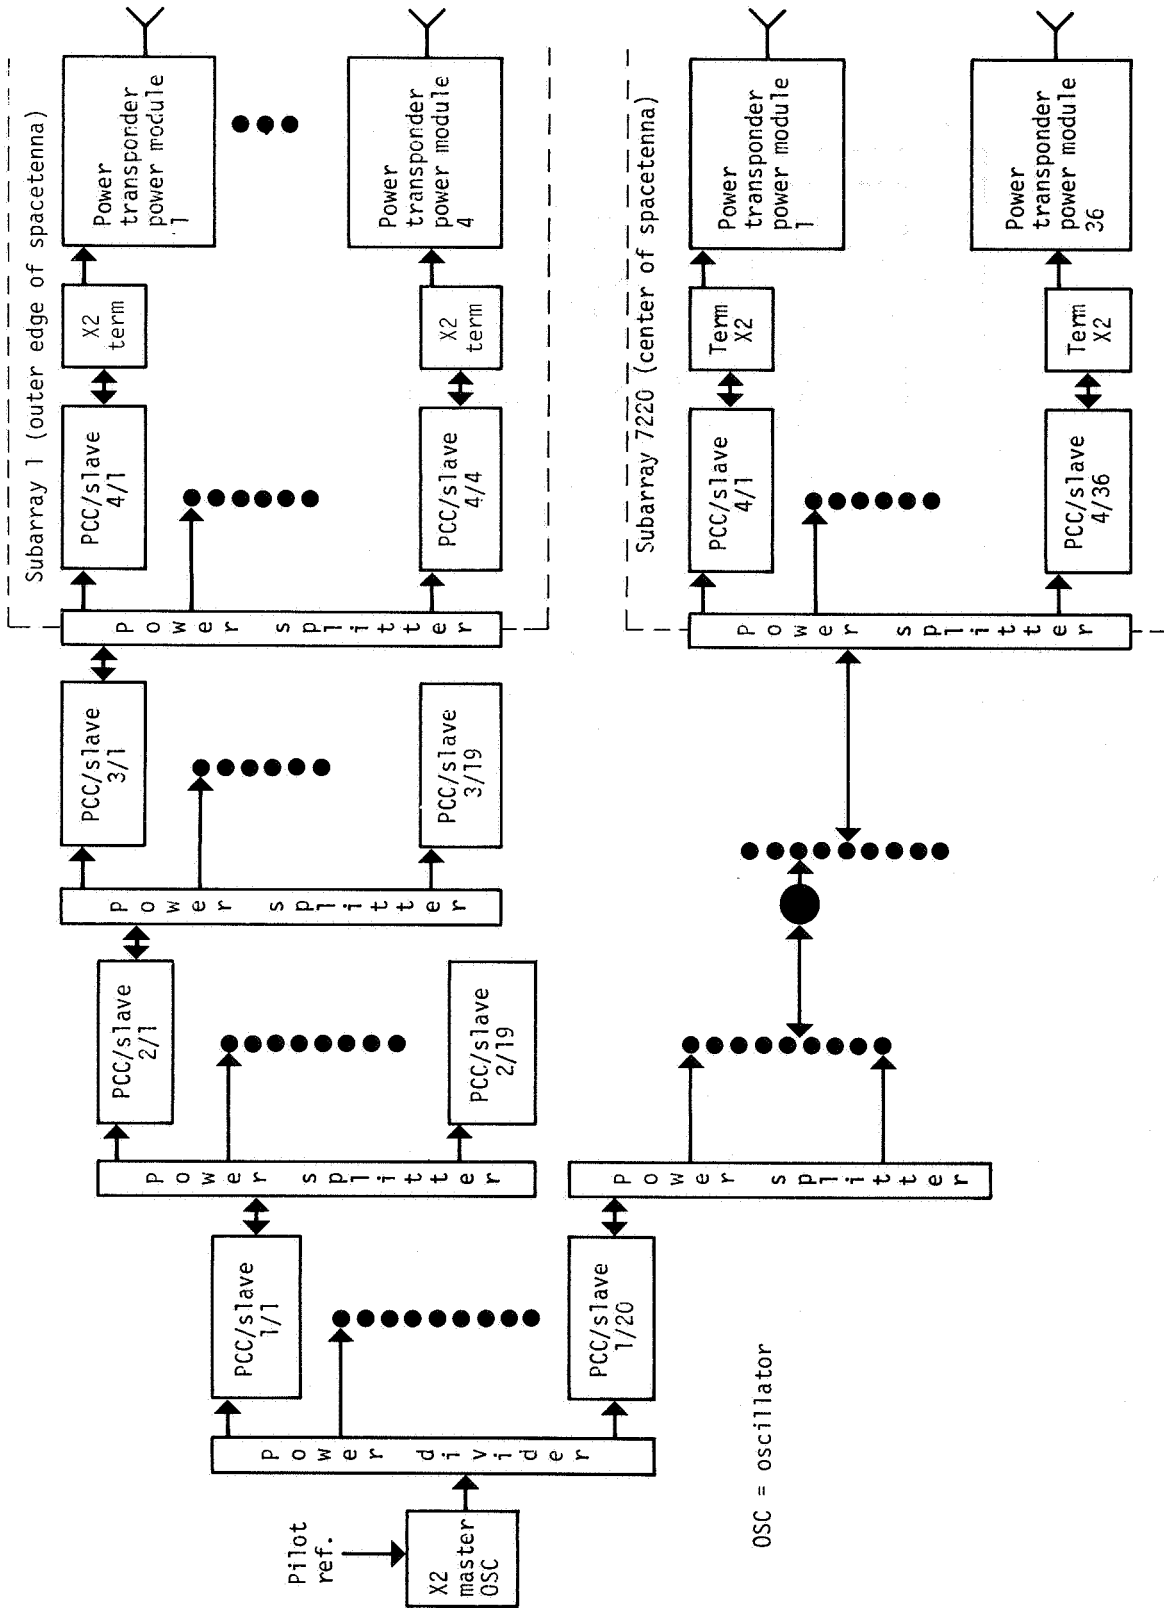 Pilot
ref.
X2
master
OSC
Power divider
PCC/slave
1/1
PCC/slave
1/20
Power splitter
PCC/slave
2/1
PCC/slave
2/19
Power splitter
PCC/slave
3/1
PCC/slave
3/19
Subarray 1 (outer edge of spacetenna)
Power splitter
PCC/slave
4/1
X2
term
Power
transponder
power module
1
PCC/slave
4/4
X2
term
Power
transponder
power module
4
Power splitter
Subarray 7220 (center of spacetenna)
Power splitter
PCC/slave
4/1
Term
X2
Power
transponder
power module
1
PCC/slave
4/36
Term
X2
Power
transponder
power module
36
OSC = oscillator